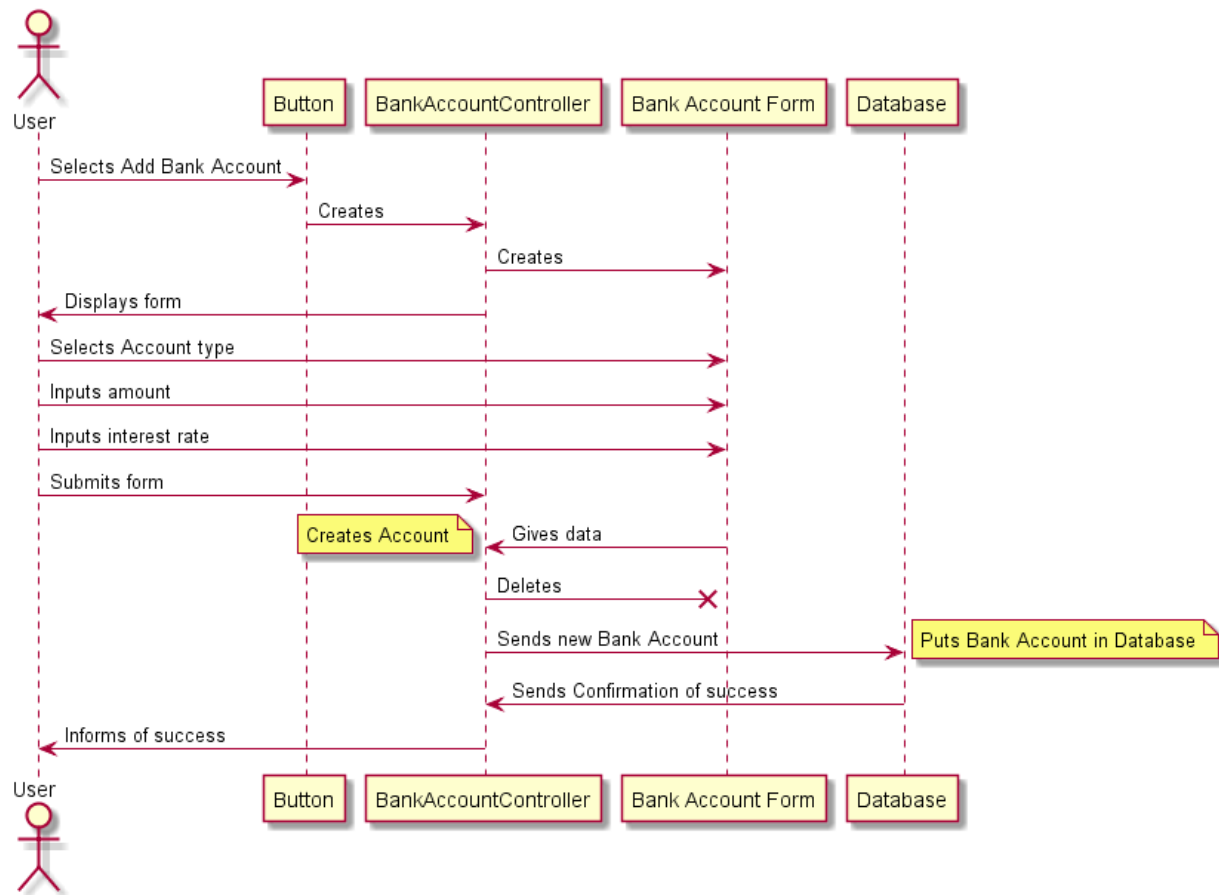 User
Button
BankAccountController
Bank Account Form
Database
Selects Add Bank Account
Creates
Creates
Displays form
Selects Account type
Inputs amount
Inputs interest rate
Submits form
Creates Account
Gives data
Deletes
Sends new Bank Account
Puts Bank Account in Database
Sends Confirmation of success
Informs of success
User
Button
BankAccountController
Bank Account Form
Database